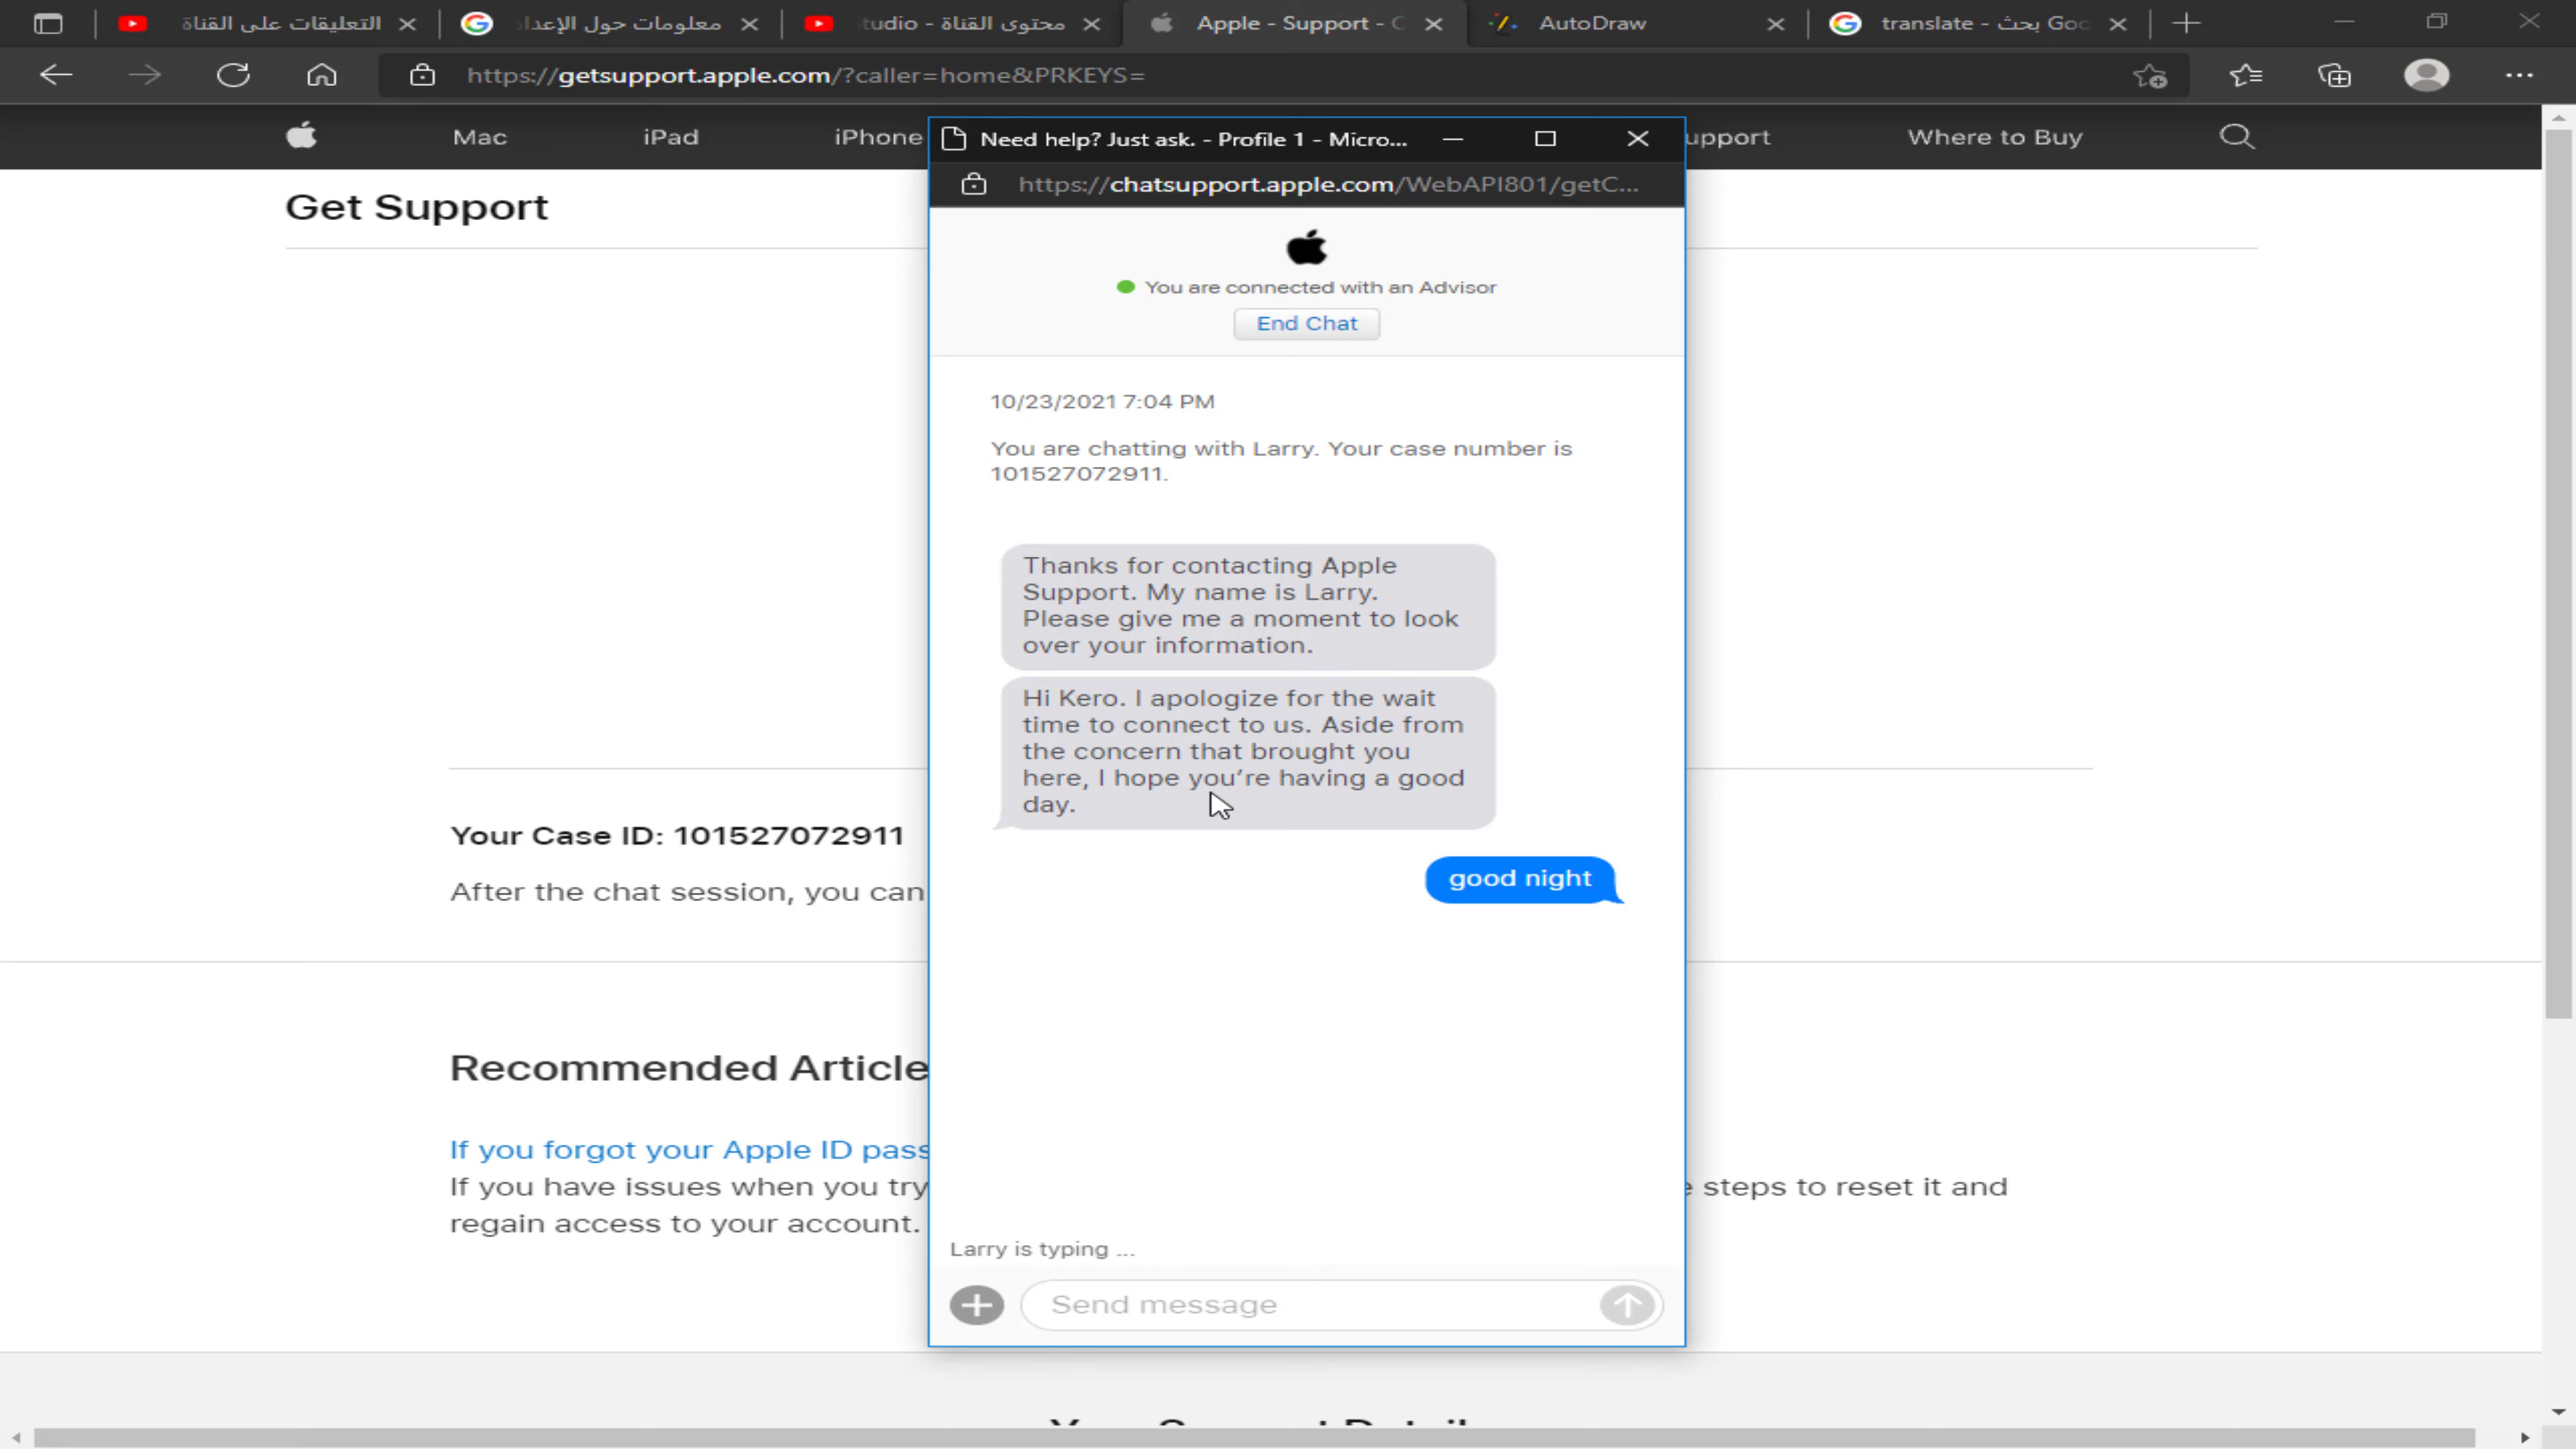 التعليقات على القناة
معلومات حول الإعداد
محتوى القناة - tudio
Apple - Support - C
AutoDraw
translate - بحث Goo
https://getsupport.apple.com/?caller=home&PRKEYS=
Mac
iPad
iPhone
upport
Where to Buy
Need help? Just ask. - Profile 1 - Micro...
https://chatsupport.apple.com/WebAPI801/getC...
Get Support
You are connected with an Advisor
End Chat
10/23/2021 7:04 PM
You are chatting with Larry. Your case number is
101527072911.
Thanks for contacting Apple
Support. My name is Larry.
Please give me a moment to look
over your information.
Hi Kero. I apologize for the wait
time to connect to us. Aside from
the concern that brought you
here, I hope you're having a good
day.
good night
Your Case ID: 101527072911
After the chat session, you can
Recommended Article
If you forgot your Apple ID pass
If you have issues when you try
e steps to reset it and
regain access to your account.
Larry is typing ...
Send message